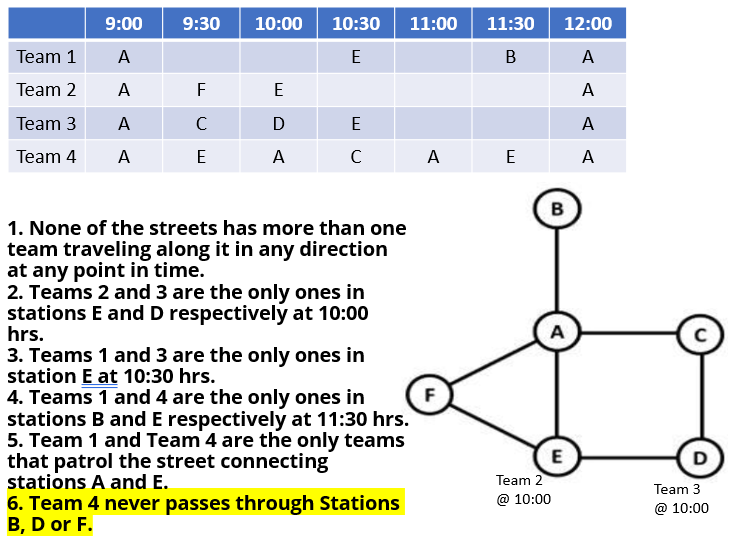 9:00 9:30 10:00 10:30 11:00 11:30 12:00
Team 1 A E B A
Team 2 A F E A
Team 3 A C D E A
Team 4 A E A C A E A
1. None of the streets has more than one
team traveling along it in any direction
at any point in time.
2. Teams 2 and 3 are the only ones in
stations E and D respectively at 10:00
hrs.
3. Teams 1 and 3 are the only ones in
station E at 10:30 hrs.
4. Teams 1 and 4 are the only ones in
stations B and E respectively at 11:30 hrs.
5. Team 1 and Team 4 are the only teams
that patrol the street connecting
stations A and E.
6. Team 4 never passes through Stations
B, D or F.
B
A
C
F
E
D
Team 2
@ 10:00
Team 3
@ 10:00